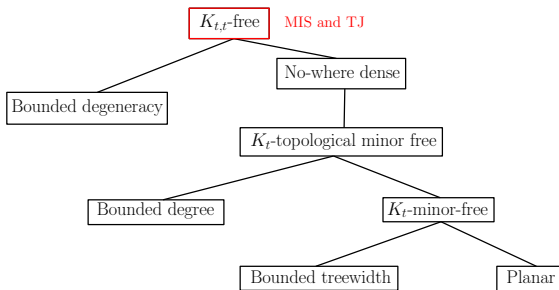 K_{t,t}-free
MIS and TJ
No-where dense
Bounded degeneracy
K_t-topological minor free
Bounded degree
K_t-minor-free
Bounded treewidth
Planar